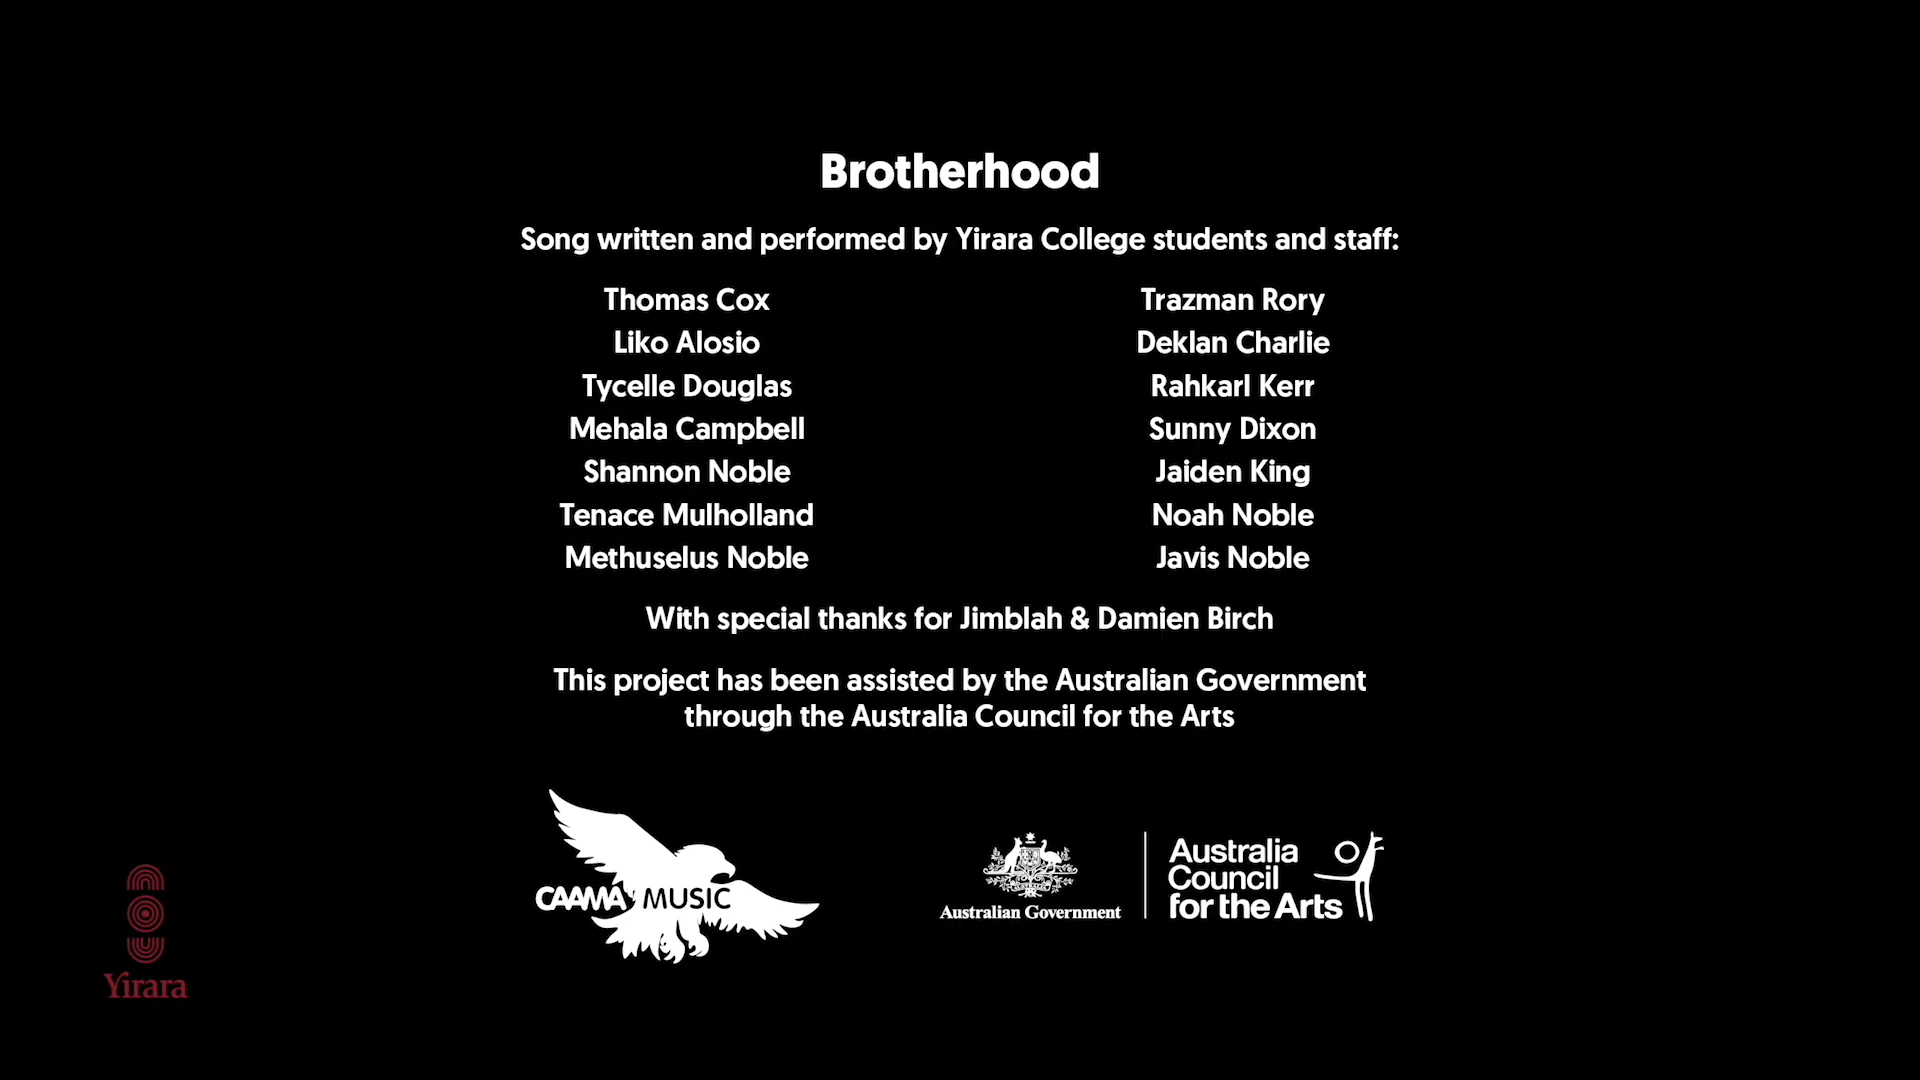 Brotherhood
Song written and performed by Yirara College students and staff:
Thomas Cox
Liko Alosio
Tycelle Douglas
Mehala Campbell
Shannon Noble
Tenace Mulholland
Methuselus Noble
Trazman Rory
Deklan Charlie
Rahkarl Kerr
Sunny Dixon
Jaiden King
Noah Noble
Javis Noble
With special thanks for Jimblah & Damien Birch
This project has been assisted by the Australian Government
through the Australia Council for the Arts
CAAMA MUSIC
Australian Government
Australia
Council
for the Arts
Yirara